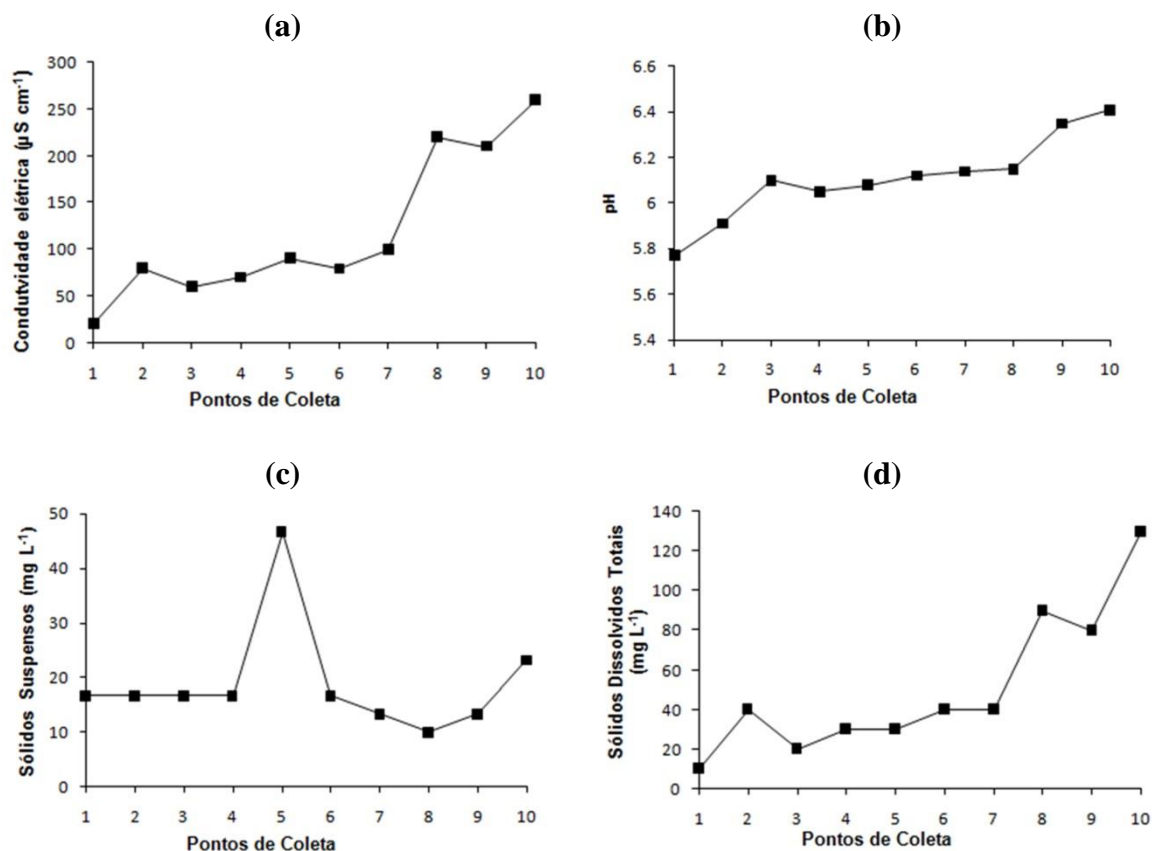 (a)
Condutvidade elétrica (µS cm⁻¹)
300
250
200
150
100
50
0
1 2 3 4 5 6 7 8 9 10
Pontos de Coleta
(b)
pH
6.6
6.4
6.2
6
5.8
5.6
5.4
1 2 3 4 5 6 7 8 9 10
Pontos de Coleta
(c)
Sólidos Suspensos (mg L⁻¹)
50
40
30
20
10
0
1 2 3 4 5 6 7 8 9 10
Pontos de Coleta
(d)
Sólidos Dissolvidos Totais
(mg L⁻¹)
140
120
100
80
60
40
20
0
1 2 3 4 5 6 7 8 9 10
Pontos de Coleta